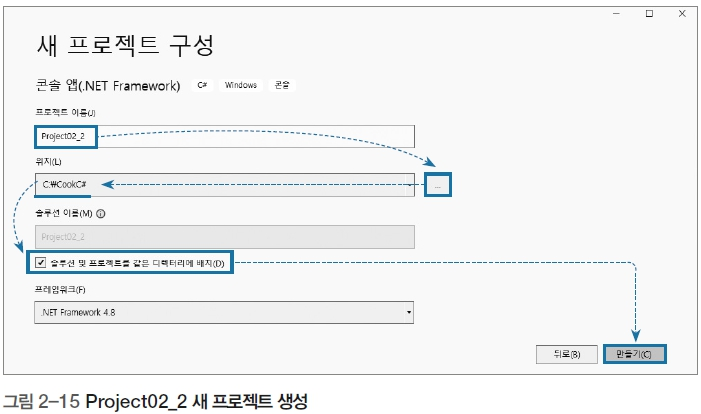 새 프로젝트 구성
콘솔 앱(.NET Framework) C# Windows 콘솔
프로젝트 이름(J)
Project02_2
위치(L)
C:₩CookC#
...
솔루션 이름(M)
Project02_2
솔루션 및 프로젝트를 같은 디렉터리에 배치(D)
프레임워크(F)
.NET Framework 4.8
뒤로(B) 만들기(C)
그림 2-15 Project02_2 새 프로젝트 생성